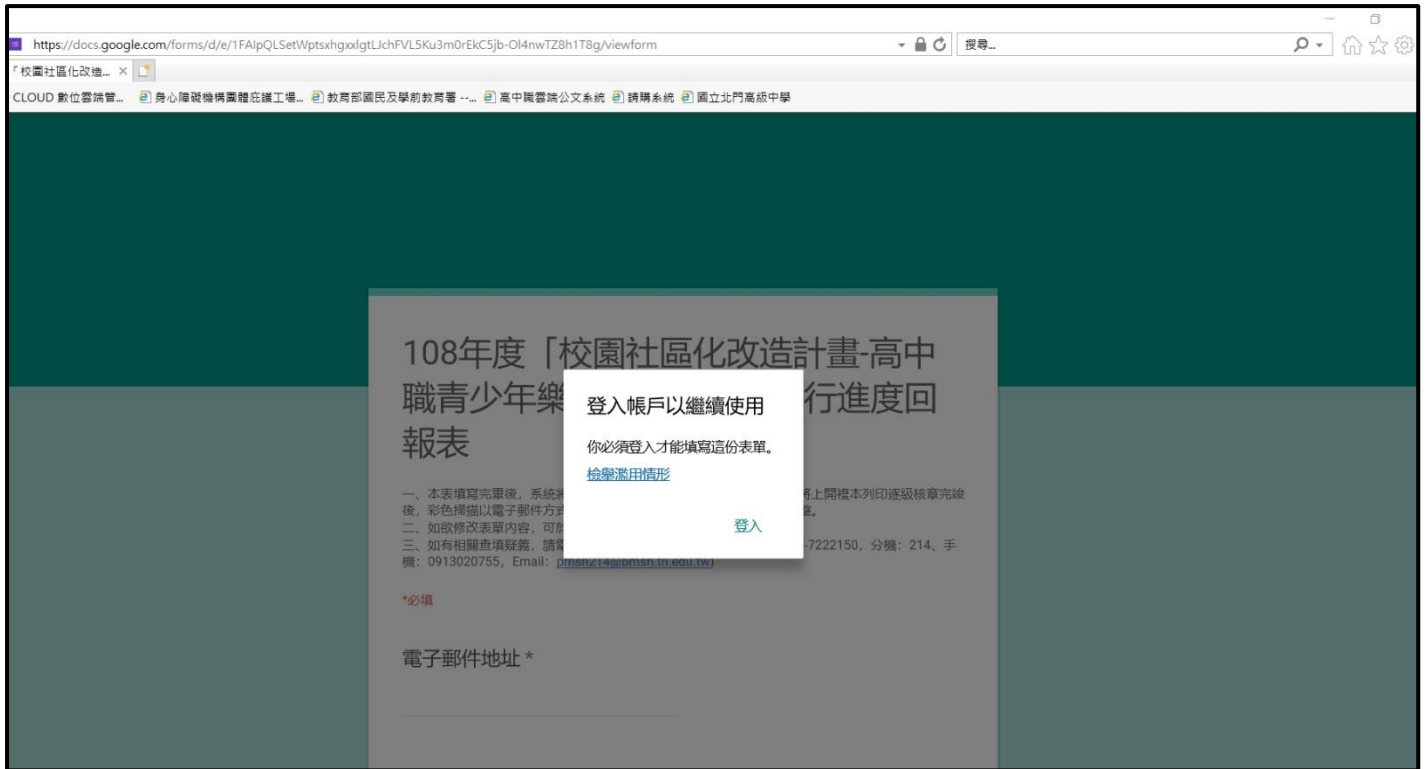 https://docs.google.com/forms/d/e/1FAIpQLSetWptsxhgxxlgtLJchFVL5Ku3m0rEkC5jb-Ol4nwTZ8h1T8g/viewform
搜尋...
「校園社區化改造...
CLOUD 數位雲端管... 身心障礙機構團體庇護工場... 教育部國民及學前教育署 --... 高中職雲端公文系統 請購系統 國立北門高級中學
108年度「校園社區化改造計畫-高中
職青少年樂 行進度回
報表
登入帳戶以繼續使用
你必須登入才能填寫這份表單。
檢舉濫用情形
登入
一、本表填寫完畢後,系統將 將上開複本列印逐級核章完竣
後,彩色掃描以電子郵件方式
二、如欲修改表單內容,可於
三、如有相關查填疑義,請電 -7222150,分機:214、手
機:0913020755,Email:pmsh214@bmsh.tn.edu.tw)
*必填
電子郵件地址 *